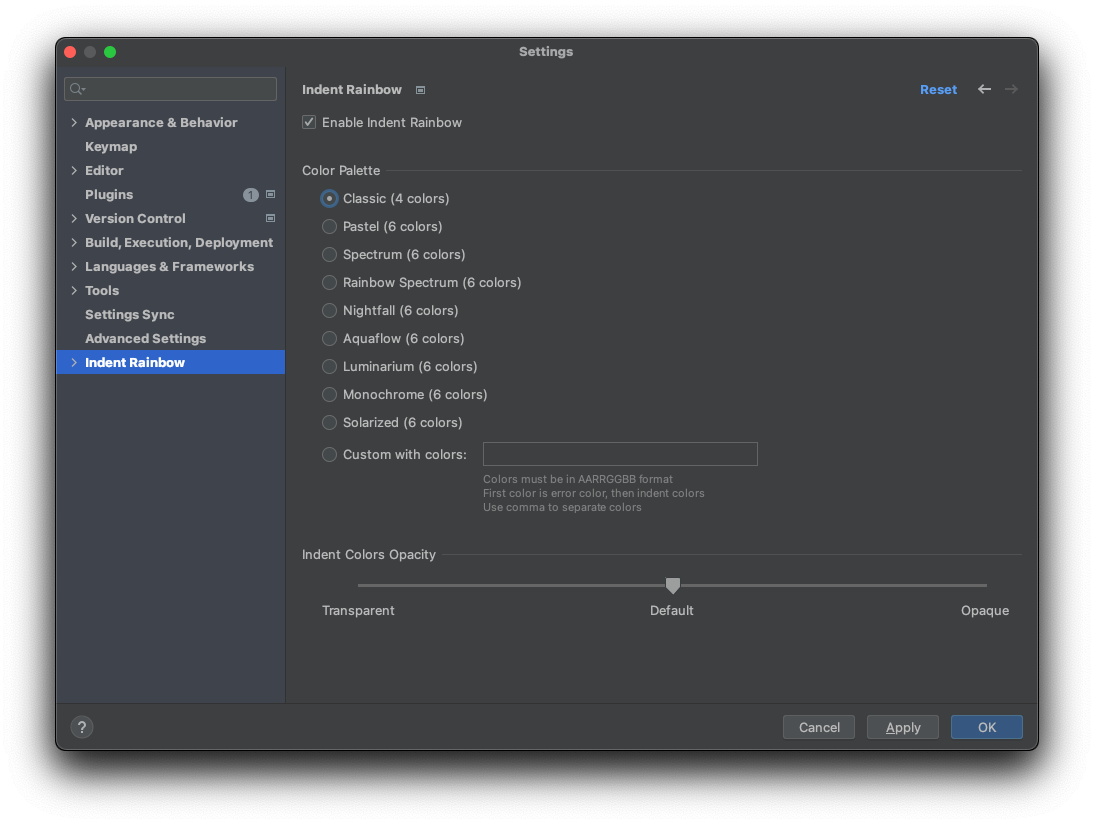 Settings
Appearance & Behavior
Keymap
Editor
Plugins 1
Version Control
Build, Execution, Deployment
Languages & Frameworks
Tools
Settings Sync
Advanced Settings
Indent Rainbow
Indent Rainbow
Reset
Enable Indent Rainbow
Color Palette
Classic (4 colors)
Pastel (6 colors)
Spectrum (6 colors)
Rainbow Spectrum (6 colors)
Nightfall (6 colors)
Aquaflow (6 colors)
Luminarium (6 colors)
Monochrome (6 colors)
Solarized (6 colors)
Custom with colors:
Colors must be in AARRGGBB format
First color is error color, then indent colors
Use comma to separate colors
Indent Colors Opacity
Transparent Default Opaque
? Cancel Apply OK